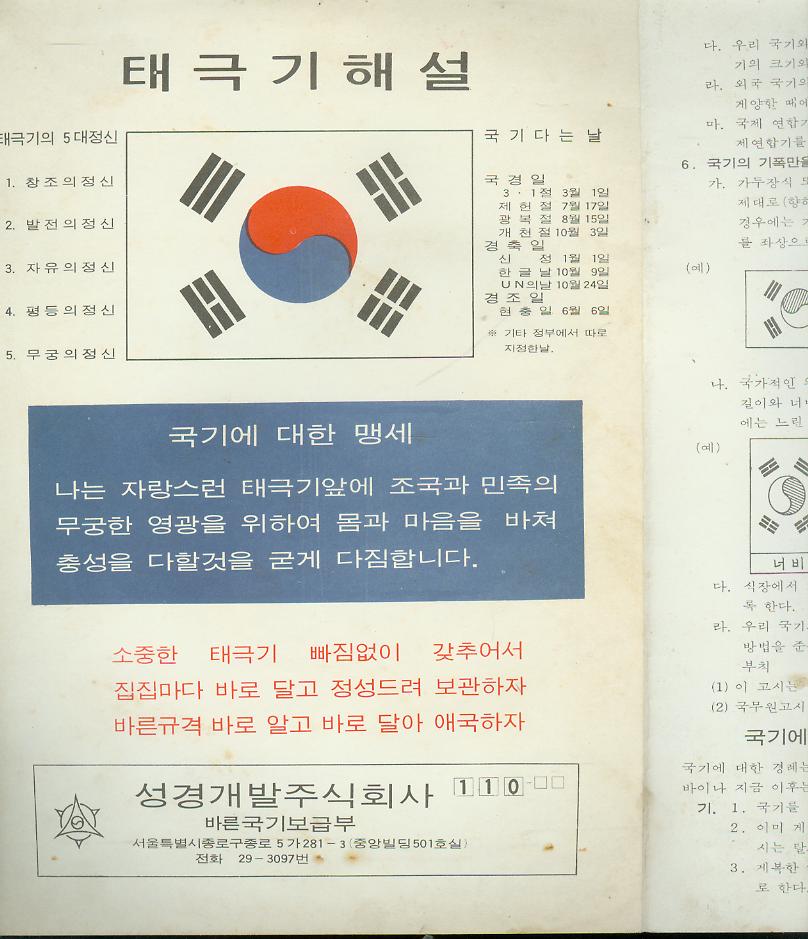 태극기해설
태극기의 5대정신
1. 창조의정신
2. 발전의정신
3. 자유의정신
4. 평등의정신
5. 무궁의정신
국기다는날
국경일
3·1절 3월 1일
제헌절 7월17일
광복절 8월15일
개천절 10월 3일
경축일
신정 1월 1일
한글날 10월 9일
UN의날 10월24일
경조일
현충일 6월 6일
※ 기타 정부에서 따로
지정한날.
국기에 대한 맹세
나는 자랑스런 태극기앞에 조국과 민족의
무궁한 영광을 위하여 몸과 마음을 바쳐
충성을 다할것을 굳게 다짐합니다.
소중한 태극기 빠짐없이 갖추어서
집집마다 바로 달고 정성드려 보관하자
바른규격 바로 알고 바로 달아 애국하자
성경개발주식회사 110-□□
바른국기보급부
서울특별시종로구종로 5가281-3(중앙빌딩501호실)
전화 29-3097번
다. 우리 국기와
기의 크기와
라. 외국 국기의
게양할 때에
마. 국제 연합기
제연합기를
6. 국기의 기폭만을
가. 가두장식 또
제대로(향하
경우에는
를 좌상으로
(예)
나. 국가적인
길이와 너비
에는 느린
(예)
너비
다. 식장에서
록 한다.
라. 우리 국기
방법을 준
부칙
(1) 이 고시는
(2) 국무원고시
국기에
국기에 대한 경례는
바이나 지금 이후는
기. 1. 국기를
2. 이미 게
시는 탈
3. 게복한
로 한다.